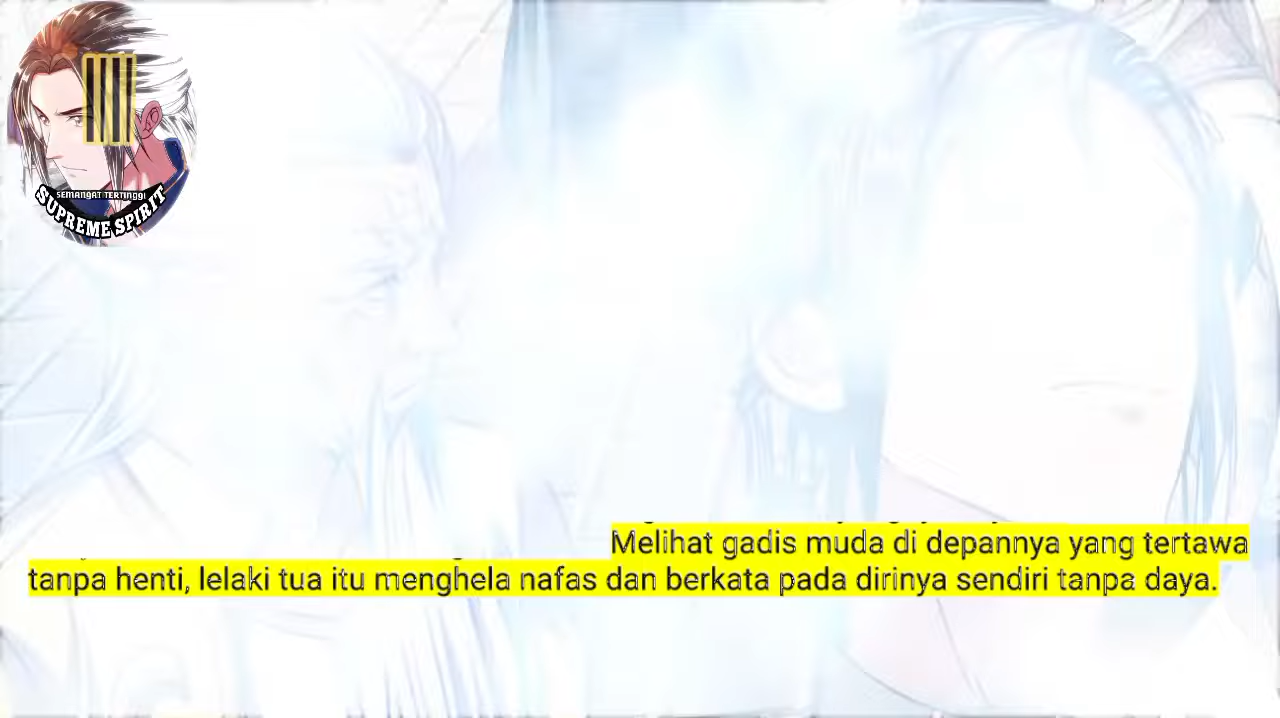 SEMANGAT TERTINGGI
SUPREME SPIRIT
Melihat gadis muda di depannya yang tertawa
tanpa henti, lelaki tua itu menghela nafas dan berkata pada dirinya sendiri tanpa daya.